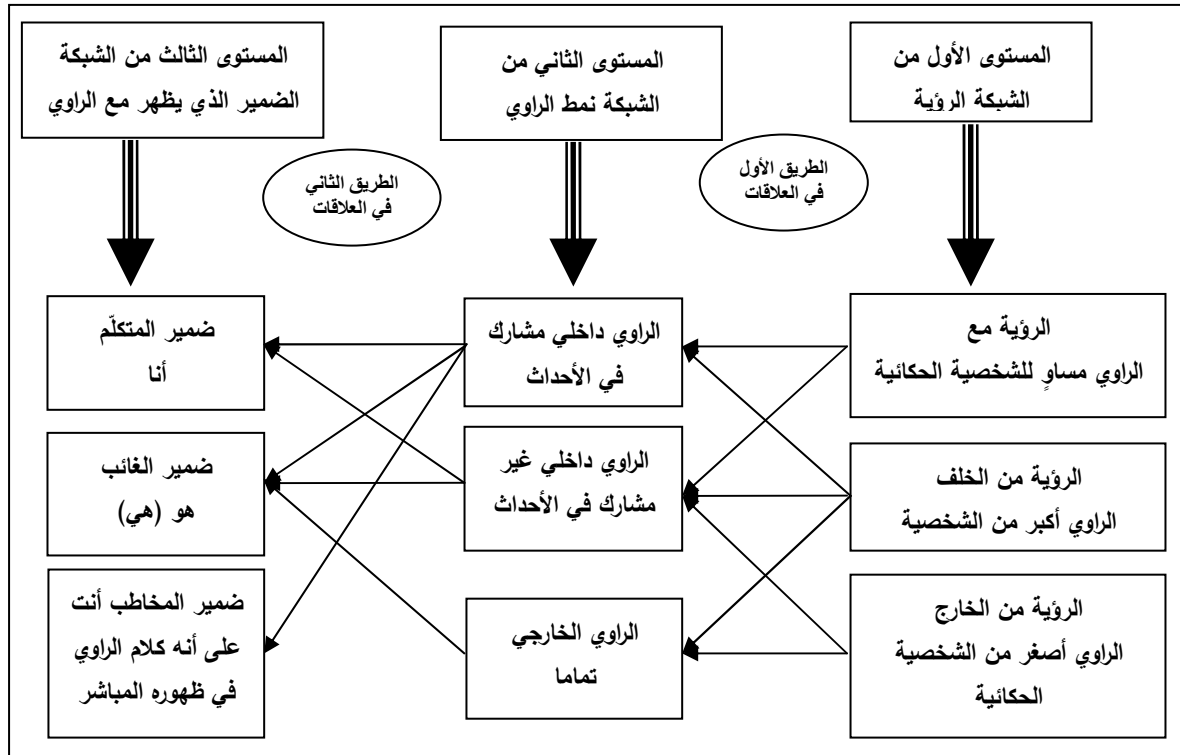 المستوى الأول من
الشبكة الرؤية
المستوى الثاني من
الشبكة نمط الراوي
المستوى الثالث من الشبكة
الضمير الذي يظهر مع الراوي
الطريق الأول
في العلاقات
الطريق الثاني
في العلاقات
الرؤية مع
الراوي مساوٍ للشخصية الحكائية
الراوي داخلي مشارك
في الأحداث
ضمير المتكلّم
أنا
الرؤية من الخلف
الراوي أكبر من الشخصية
الراوي داخلي غير
مشارك في الأحداث
ضمير الغائب
هو (هي)
الرؤية من الخارج
الراوي أصغر من الشخصية
الحكائية
الراوي الخارجي
تماما
ضمير المخاطب أنت
على أنه كلام الراوي
في ظهوره المباشر